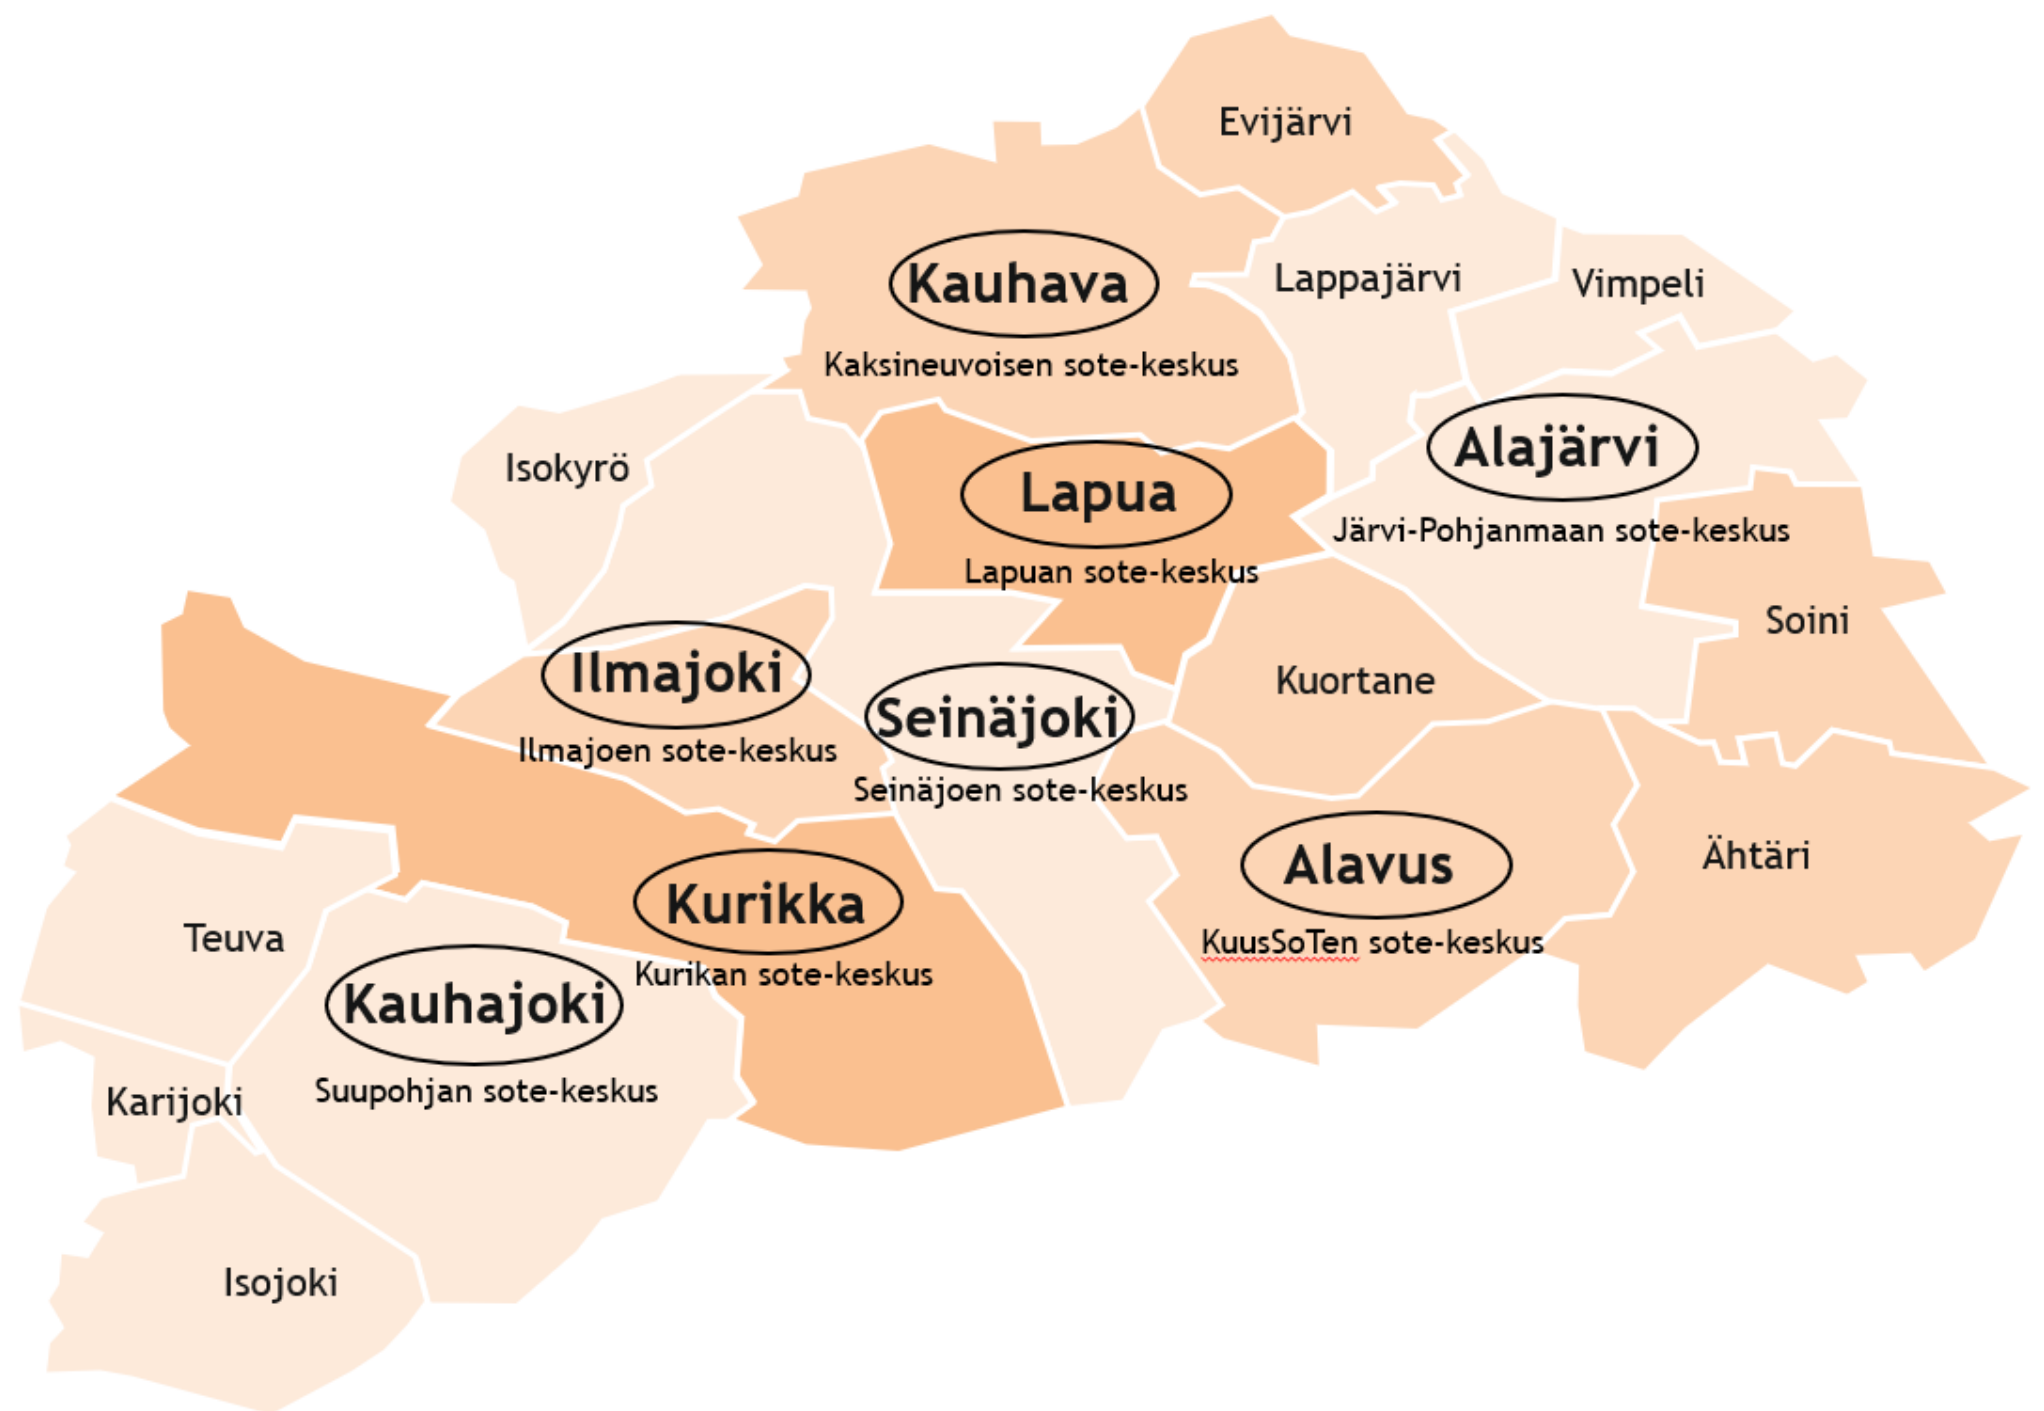 Evijärvi
Kauhava
Kaksineuvoisen sote-keskus
Lappajärvi
Vimpeli
Isokyrö
Lapua
Lapuan sote-keskus
Alajärvi
Järvi-Pohjanmaan sote-keskus
Soini
Ilmajoki
Ilmajoen sote-keskus
Seinäjoki
Seinäjoen sote-keskus
Kuortane
Alavus
KuusSoTen sote-keskus
Ähtäri
Kurikka
Kurikan sote-keskus
Teuva
Kauhajoki
Suupohjan sote-keskus
Karijoki
Isojoki